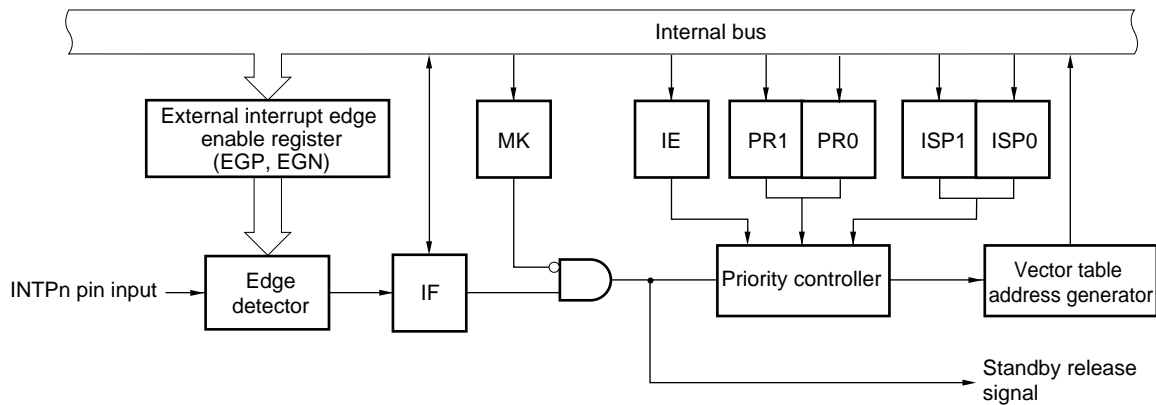 Internal bus
External interrupt edge
enable register
(EGP, EGN)
MK
IE
PR1
PR0
ISP1
ISP0
INTPn pin input
Edge
detector
IF
Priority controller
Vector table
address generator
Standby release
signal